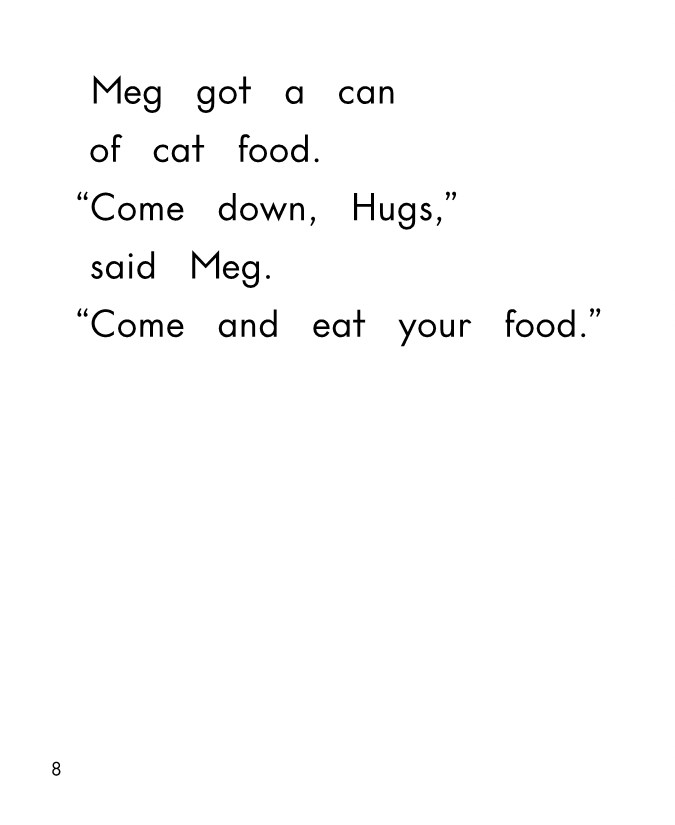 Meg got a can
of cat food.
“Come down, Hugs,”
said Meg.
“Come and eat your food.”
8